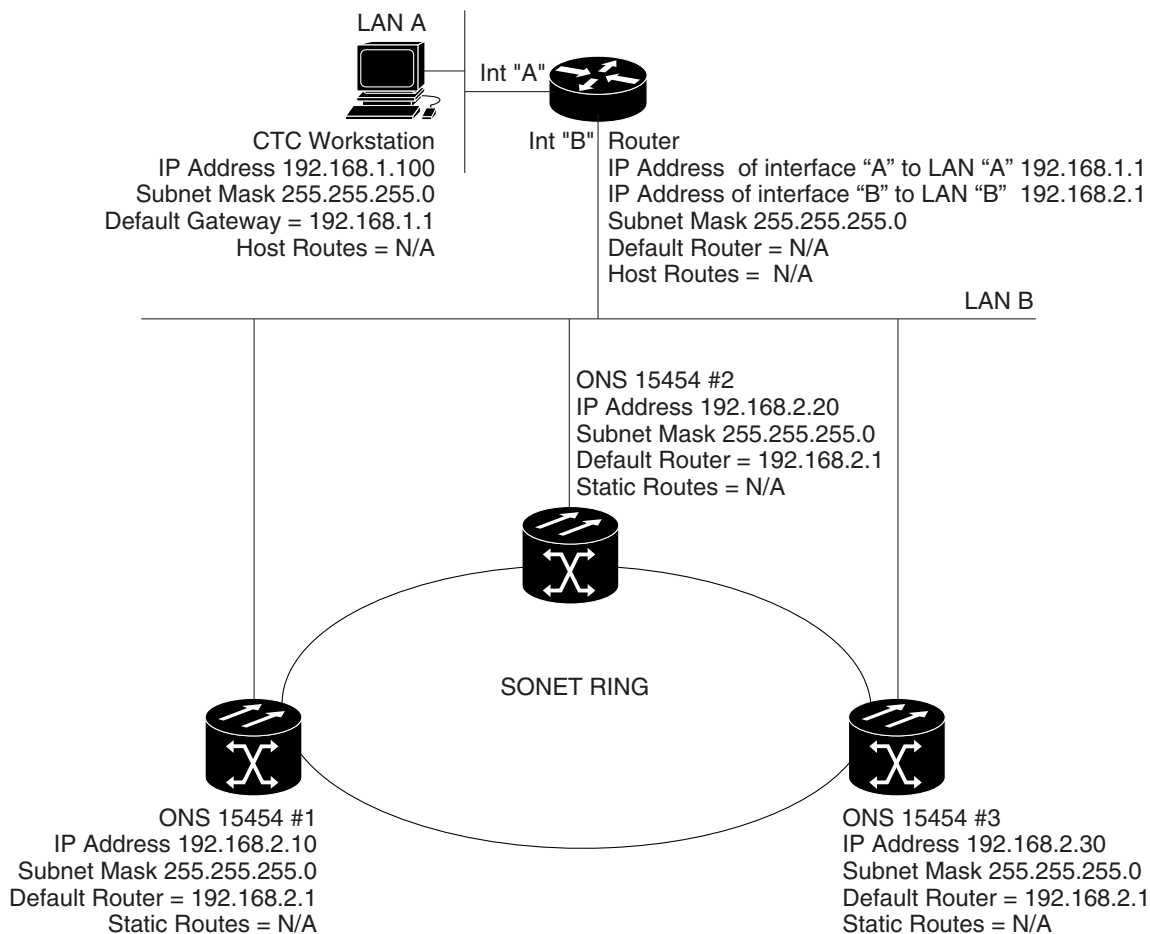 LAN A
Int "A"
CTC Workstation
IP Address 192.168.1.100
Subnet Mask 255.255.255.0
Default Gateway = 192.168.1.1
Host Routes = N/A
Int "B"
Router
IP Address  of interface “A” to LAN “A” 192.168.1.1
IP Address of interface “B” to LAN “B”  192.168.2.1
Subnet Mask 255.255.255.0
Default Router = N/A
Host Routes =  N/A
LAN B
ONS 15454 #2
IP Address 192.168.2.20
Subnet Mask 255.255.255.0
Default Router = 192.168.2.1
Static Routes = N/A
SONET RING
ONS 15454 #1
IP Address 192.168.2.10
Subnet Mask 255.255.255.0
Default Router = 192.168.2.1
Static Routes = N/A
ONS 15454 #3
IP Address 192.168.2.30
Subnet Mask 255.255.255.0
Default Router = 192.168.2.1
Static Routes = N/A